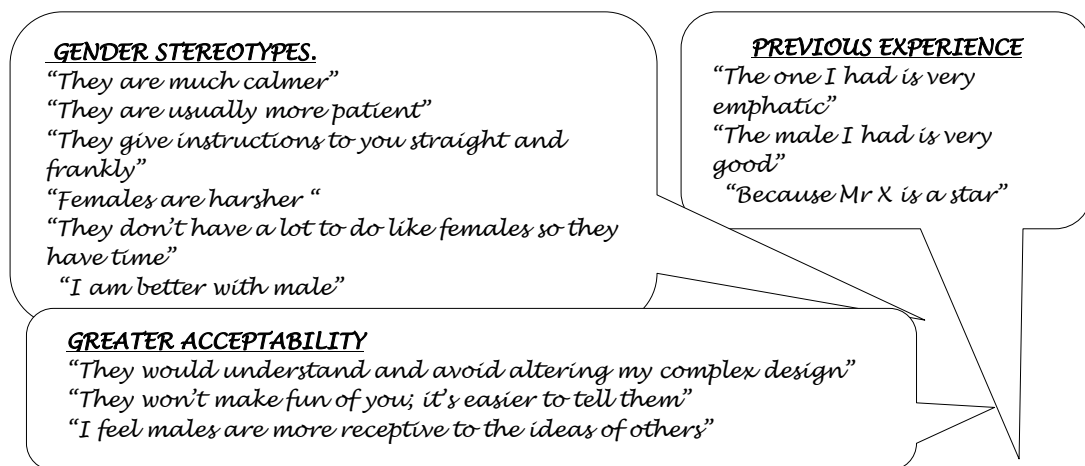 GENDER STEREOTYPES.
“They are much calmer”
“They are usually more patient”
“They give instructions to you straight and
frankly”
“Females are harsher “
“They don’t have a lot to do like females so they
have time”
“I am better with male”
PREVIOUS EXPERIENCE
“The one I had is very
emphatic”
“The male I had is very
good”
“Because Mr X is a star”
GREATER ACCEPTABILITY
“They would understand and avoid altering my complex design”
“They won’t make fun of you; it’s easier to tell them”
“I feel males are more receptive to the ideas of others”